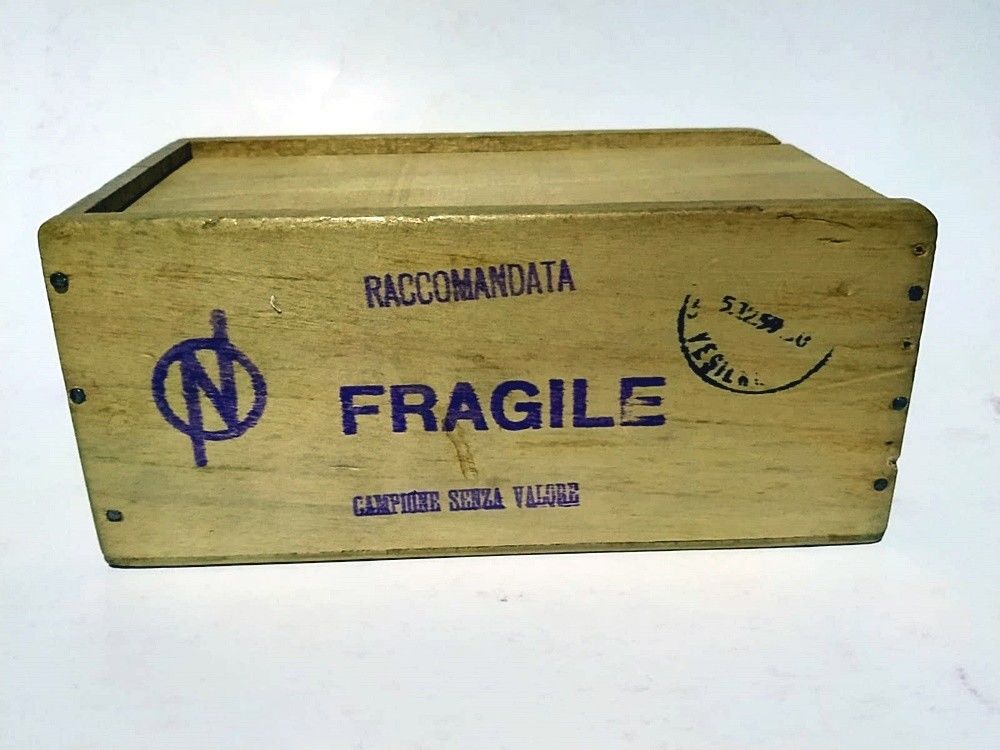 RACCOMANDATA
N
FRAGILE
CAMPIONE SENZA VALORE